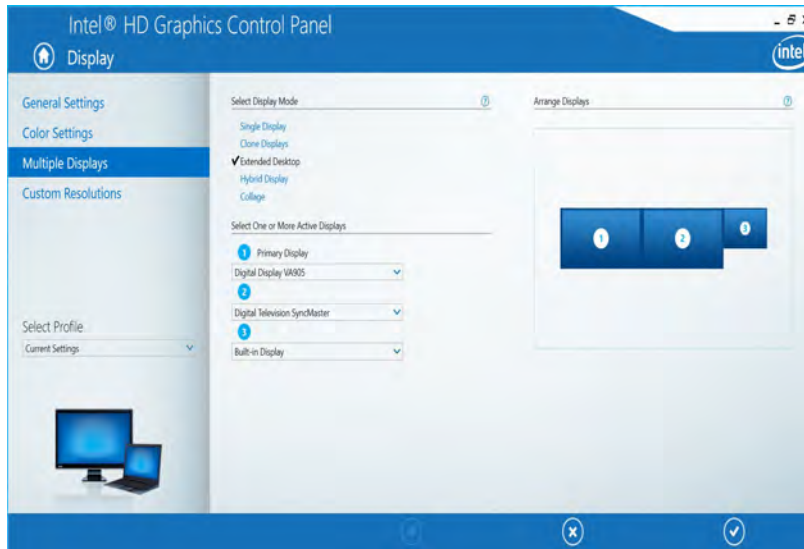 Intel® HD Graphics Control Panel
Display
General Settings
Color Settings
Multiple Displays
Custom Resolutions
Select Profile
Current Settings
Select Display Mode
Single Display
Clone Displays
Extended Desktop
Hybrid Display
Collage
Select One or More Active Displays
1 Primary Display
Digital Display VA905
2
Digital Television SyncMaster
3
Built-in Display
Arrange Displays
1 2 3